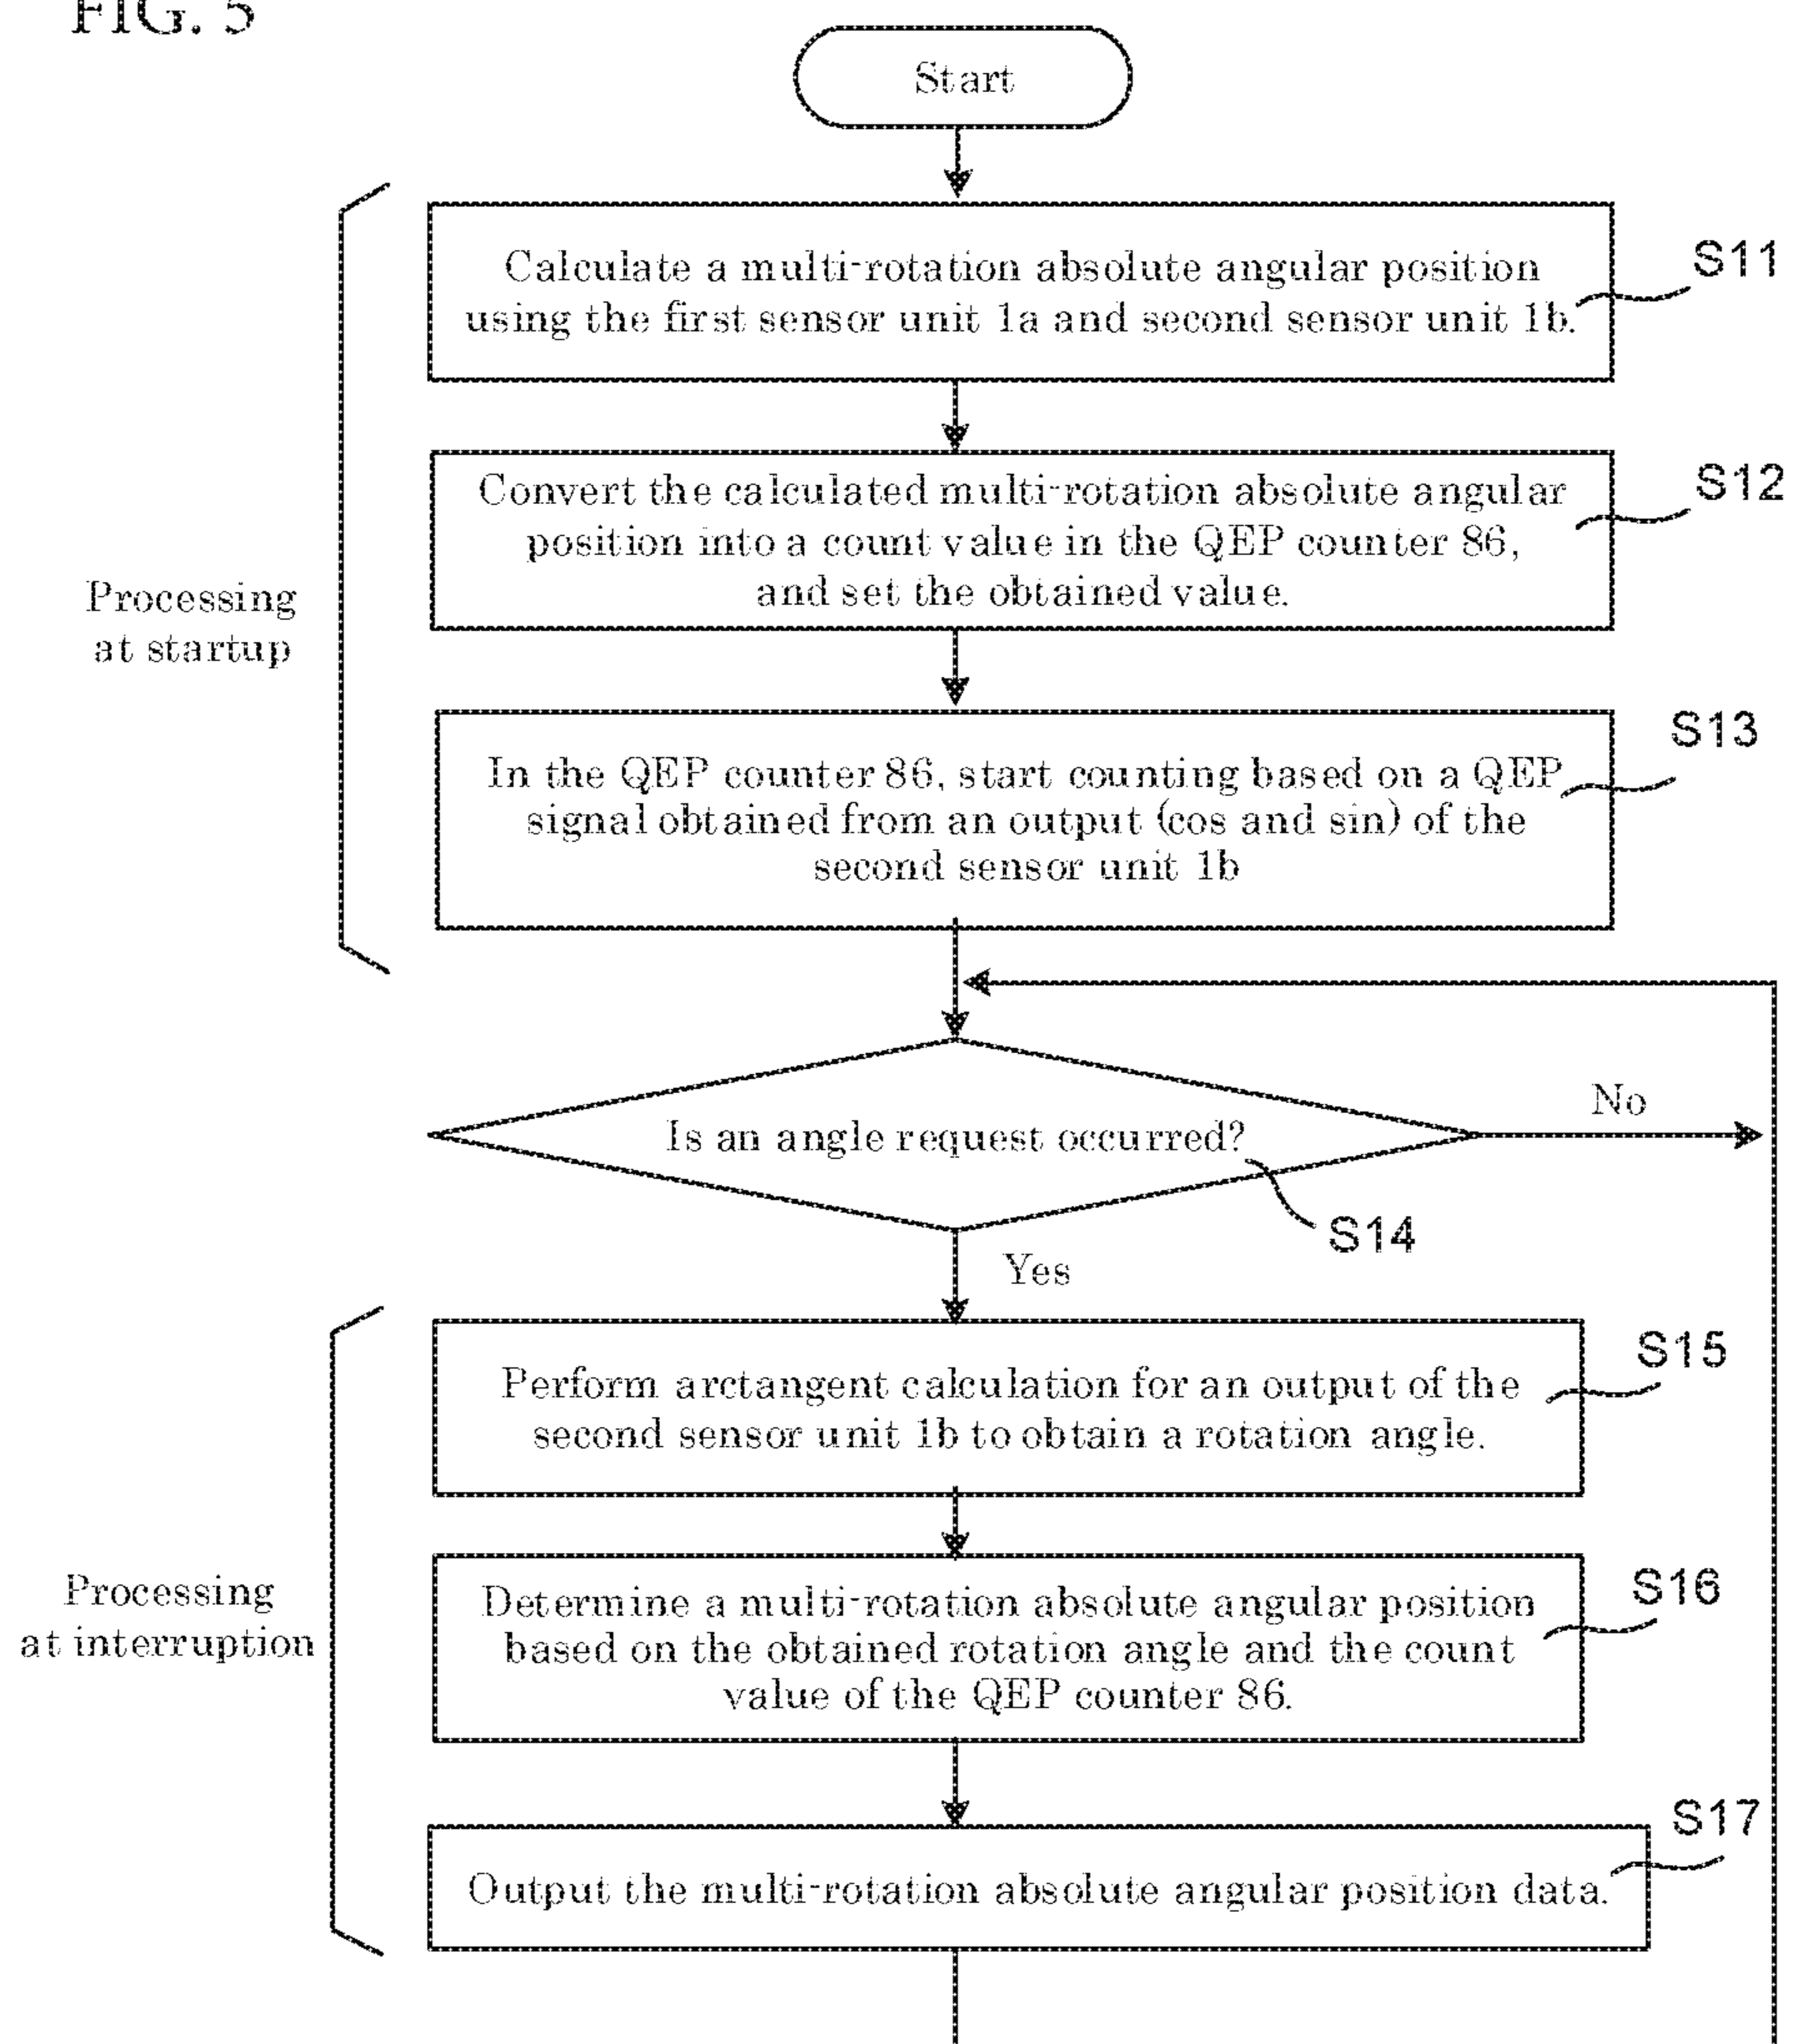 FIG. 5
Start
Calculate a multi-rotation absolute angular position
using the first sensor unit 1a and second sensor unit 1b.
S11
Convert the calculated multi-rotation absolute angular
position into a count value in the QEP counter 86,
and set the obtained value.
S12
Processing
at startup
In the QEP counter 86, start counting based on a QEP
signal obtained from an output (cos and sin) of the
second sensor unit 1b
S13
Is an angle request occurred?
No
S14
Yes
Perform arctangent calculation for an output of the
second sensor unit 1b to obtain a rotation angle.
S15
Processing
at interruption
Determine a multi-rotation absolute angular position
based on the obtained rotation angle and the count
value of the QEP counter 86.
S16
Output the multi-rotation absolute angular position data.
S17